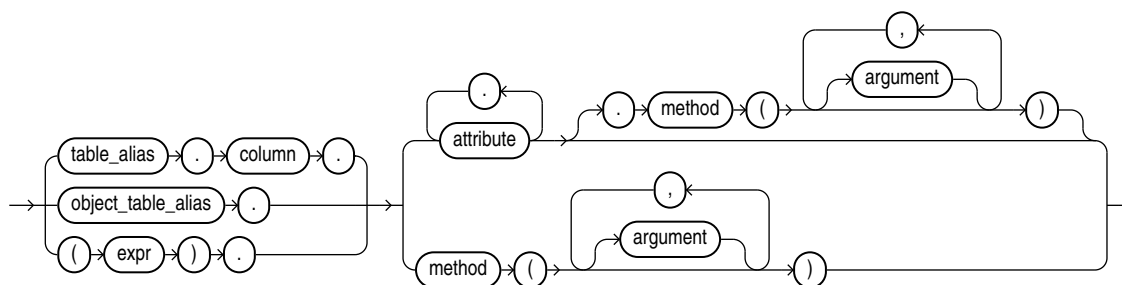 ,
argument
.
. method ( )
attribute
table_alias . column .
,
object_table_alias .
argument
( expr ) .
method ( )